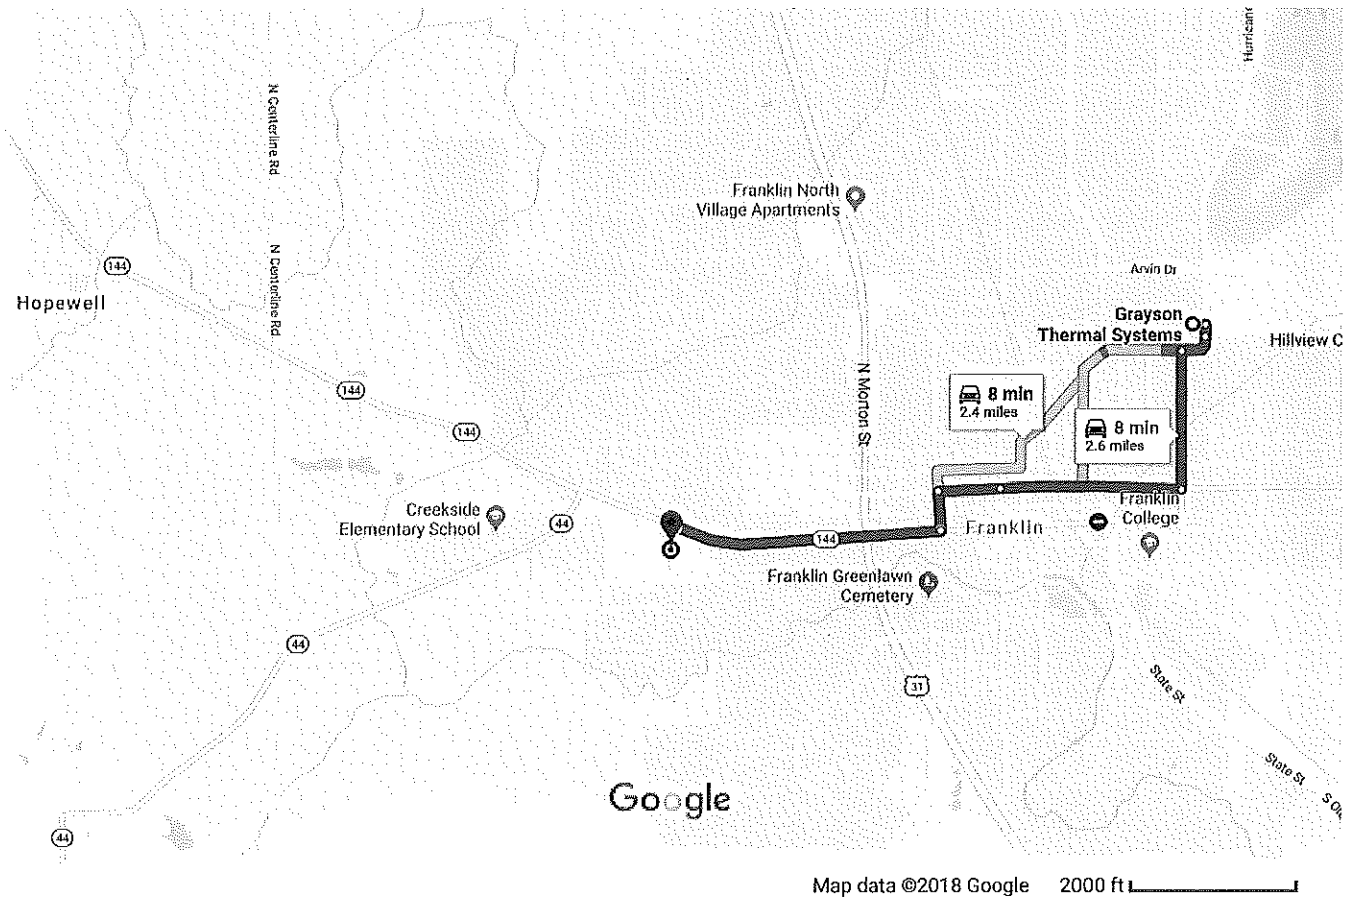 Hurricane
N Centerline Rd
Franklin North
Village Apartments
N Centerline Rd
144
Hopewell
Arvin Dr
Grayson
Thermal Systems
Hillview C
144
N Morton St
8 min
2.4 miles
8 min
2.6 miles
144
Creekside
Elementary School
44
144
Franklin
Franklin
College
Franklin Greenlawn
Cemetery
44
31
State St
State St
Google
44
Map data ©2018 Google 2000 ft